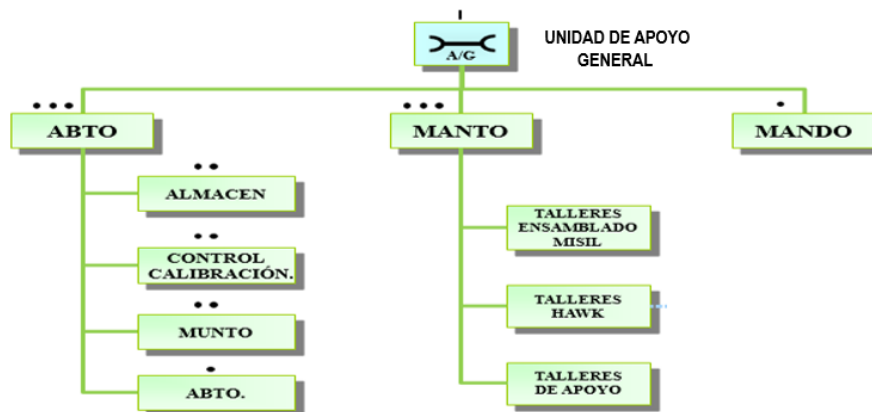 I
A/G
UNIDAD DE APOYO
GENERAL
ABTO
MANTO
MANDO
ALMACEN
CONTROL
CALIBRACIÓN.
MUNTO
ABTO.
TALLERES
ENSAMBLADO
MISIL
TALLERES
HAWK
TALLERES
DE APOYO